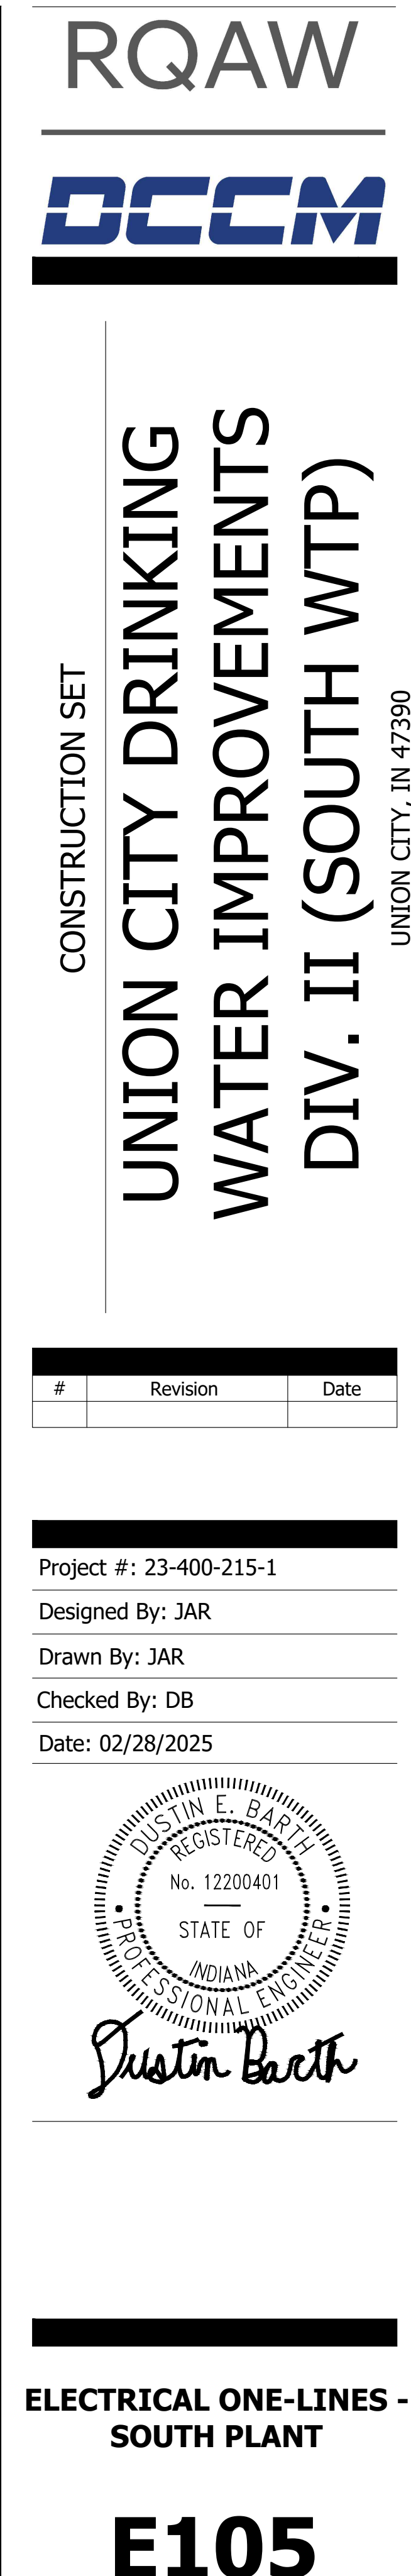 RQAW
DCCM
CONSTRUCTION SET
UNION CITY DRINKING
WATER IMPROVEMENTS
DIV. II (SOUTH WTP)
UNION CITY, IN 47390
# Revision Date
Project #: 23-400-215-1
Designed By: JAR
Drawn By: JAR
Checked By: DB
Date: 02/28/2025
DUSTIN E. BARTH
REGISTERED
No. 12200401
STATE OF
INDIANA
PROFESSIONAL ENGINEER
Dustin Barth
ELECTRICAL ONE-LINES -
SOUTH PLANT
E105